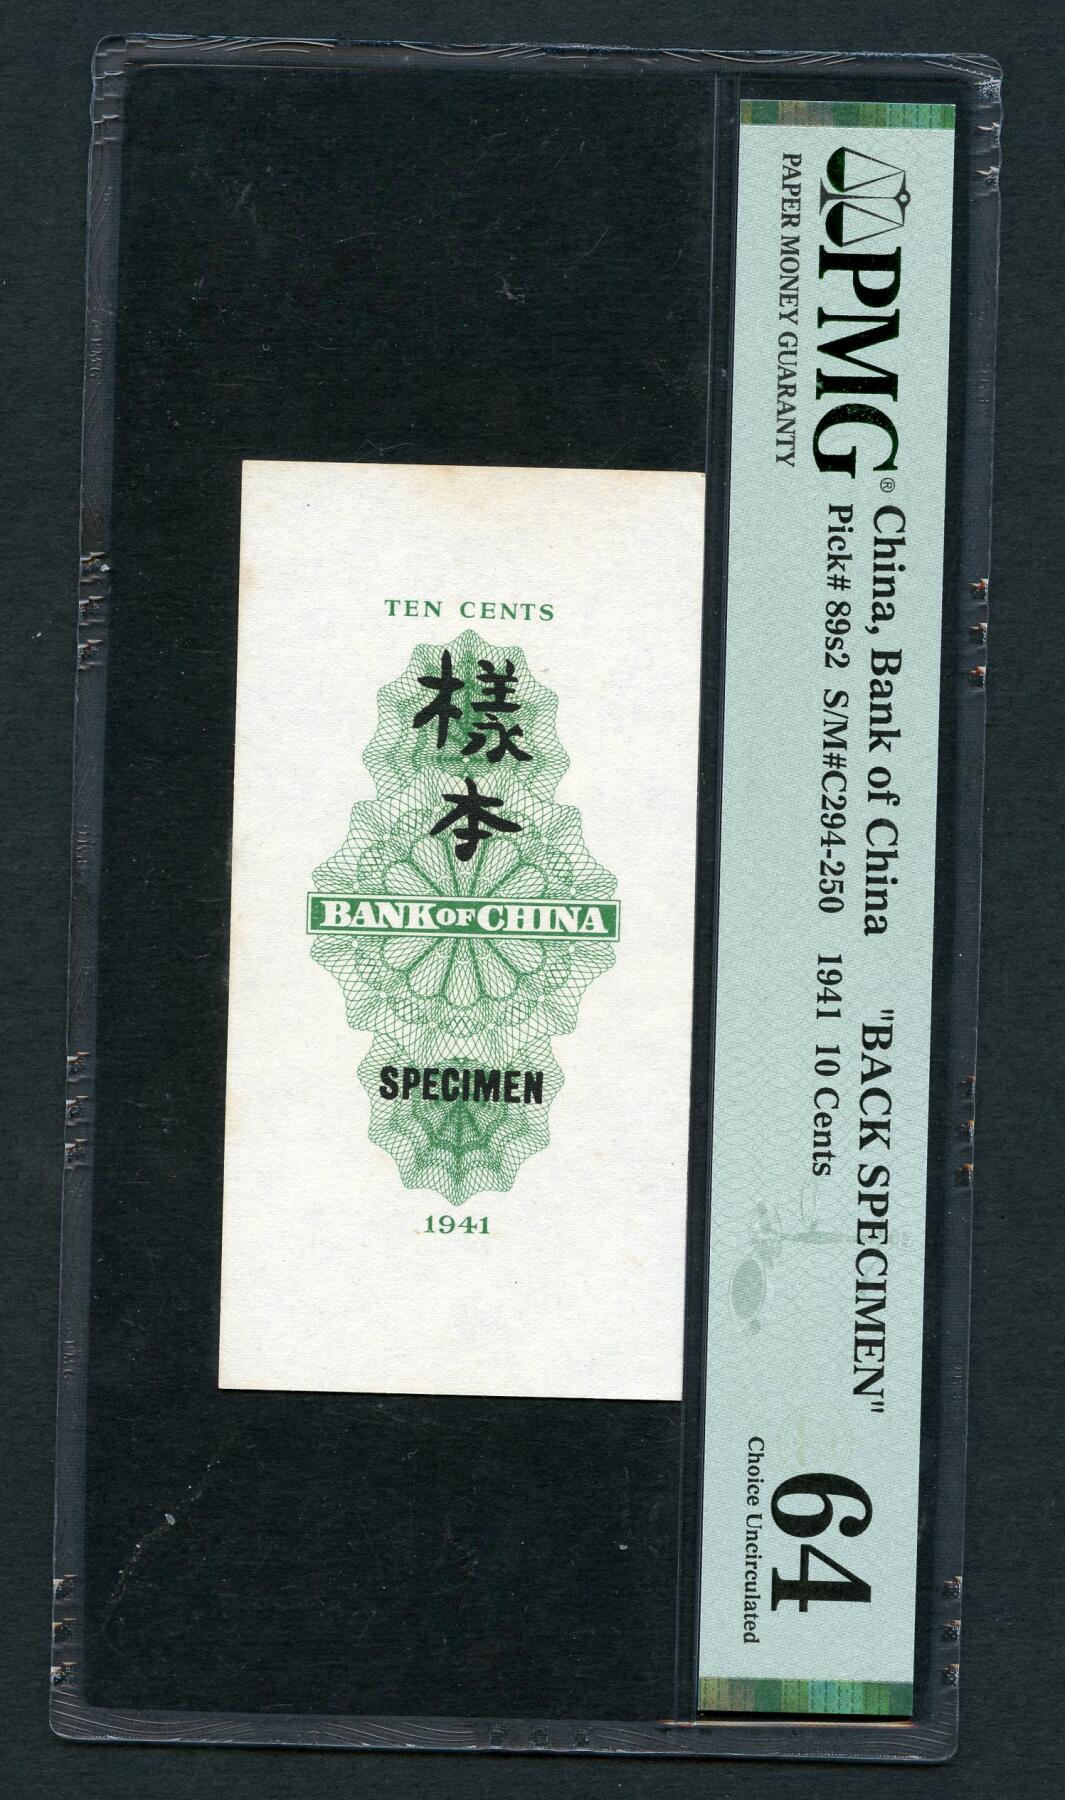 PMG®
PAPER MONEY GUARANTY
China, Bank of China "BACK SPECIMEN"
Pick# 89s2 S/M#C294-250 1941 10 Cents
64
Choice Uncirculated
TEN CENTS
樣
本
BANK OF CHINA
SPECIMEN
1941